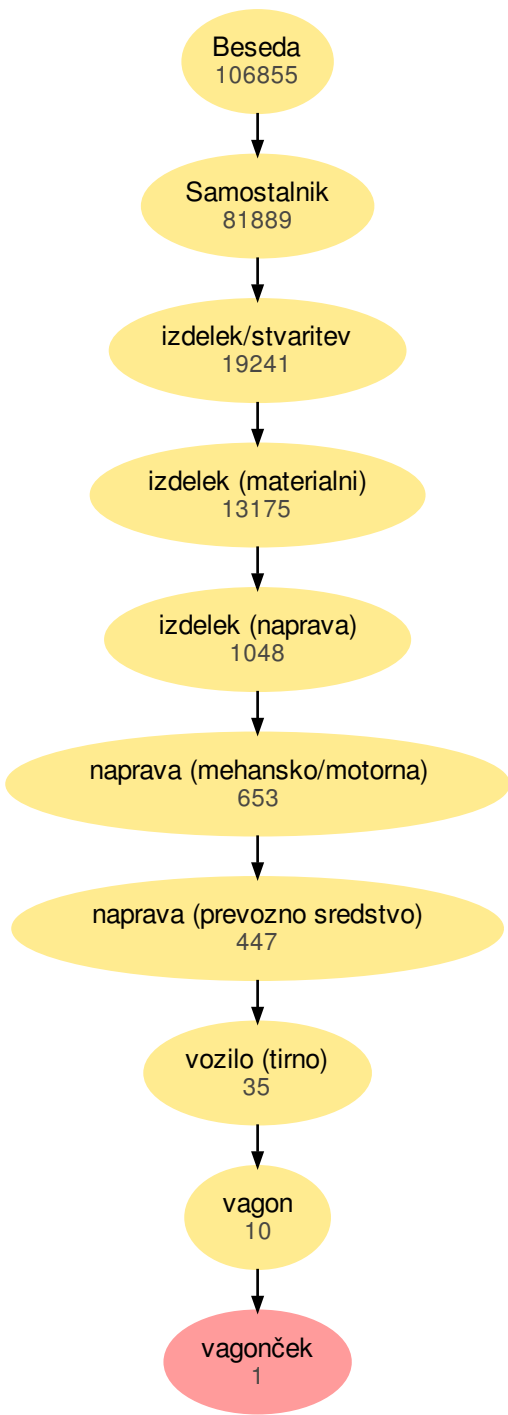 Beseda
106855
Samostalnik
81889
izdelek/stvaritev
19241
izdelek (materialni)
13175
izdelek (naprava)
1048
naprava (mehansko/motorna)
653
naprava (prevozno sredstvo)
447
vozilo (tirno)
35
vagon
10
vagonček
1